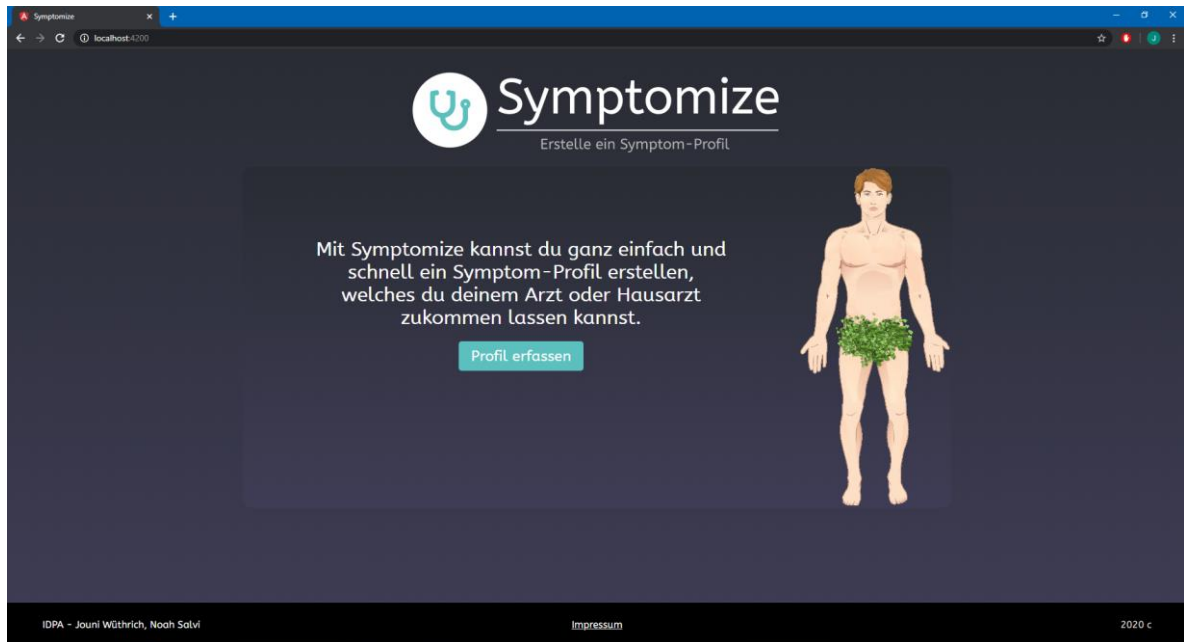 Symptomize
localhost:4200
J
Symptomize
Erstelle ein Symptom-Profil
Mit Symptomize kannst du ganz einfach und
schnell ein Symptom-Profil erstellen,
welches du deinem Arzt oder Hausarzt
zukommen lassen kannst.
Profil erfassen
IDPA - Jouni Wüthrich, Noah Salvi
Impressum
2020 c